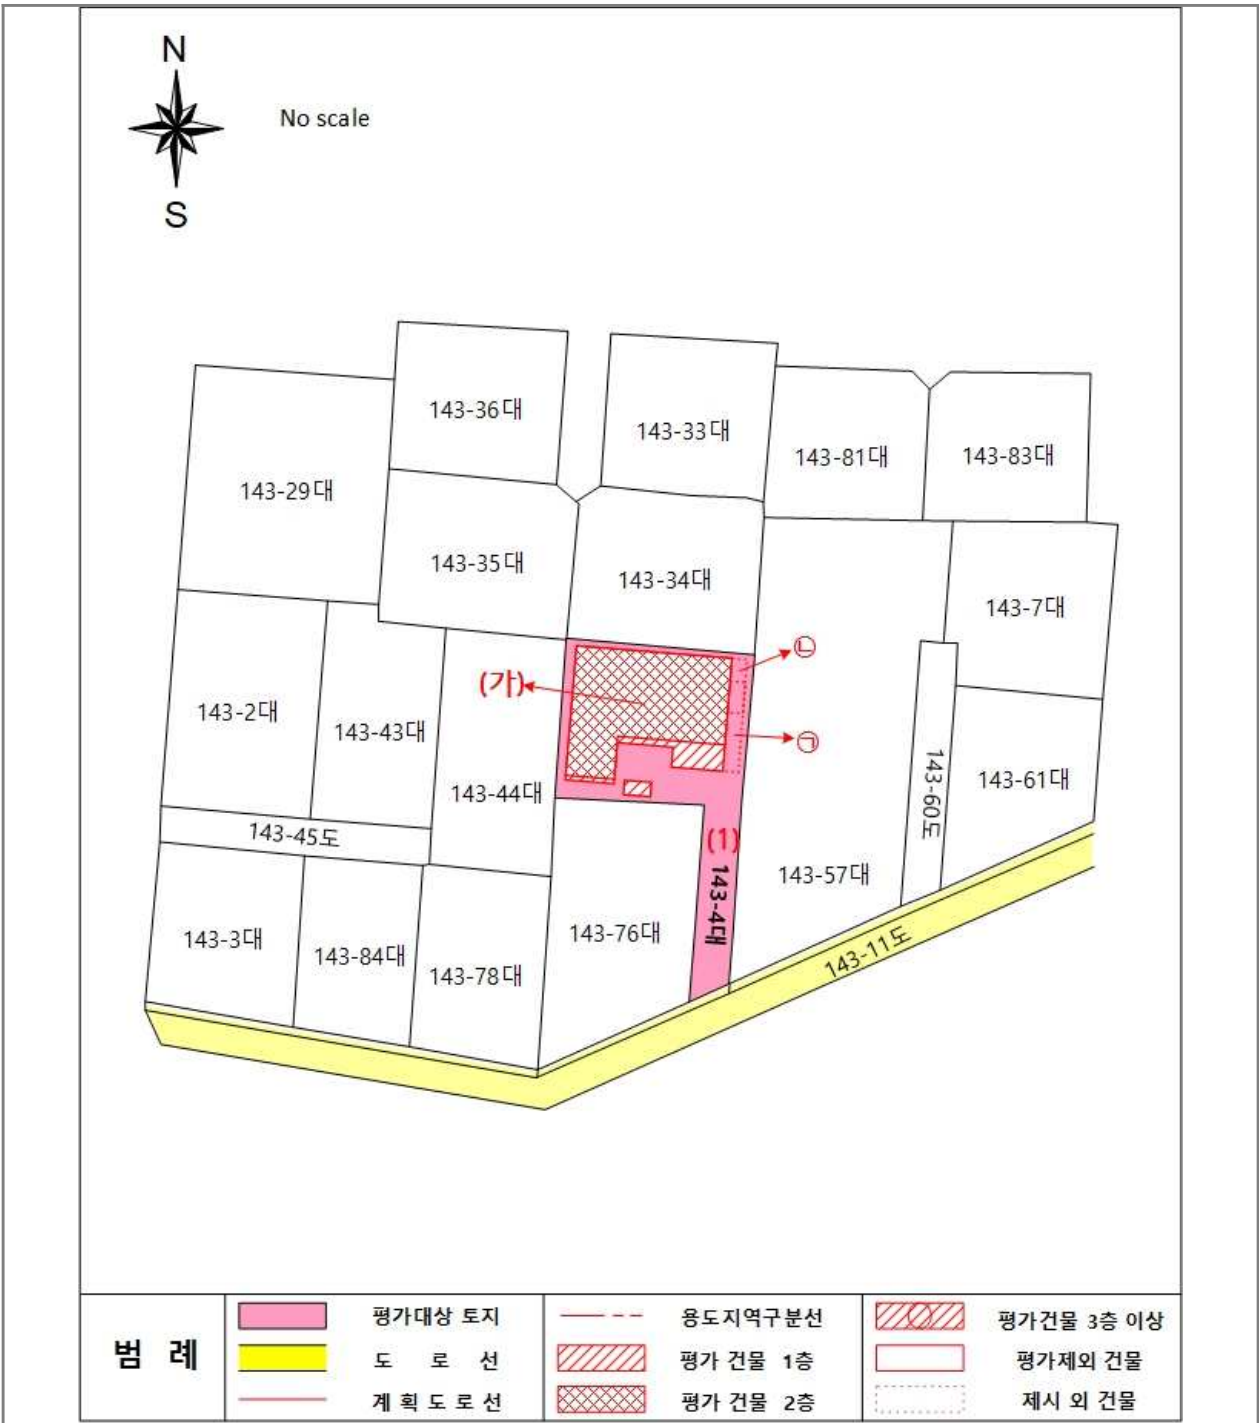 N
No scale
S
143-36대
143-33대
143-81대
143-83대
143-29대
143-35대
143-34대
143-7대
㉡
(가)
143-2대
143-43대
㉠
143-44대
143-60도
143-61대
143-45도
(1)
143-4대
143-57대
143-3대
143-84대
143-78대
143-76대
143-11도
범 례
평가대상 토지
도 로 선
계 획 도 로 선
용도지역구분선
평가 건물 1층
평가 건물 2층
평가건물 3층 이상
평가제외 건물
제시 외 건물